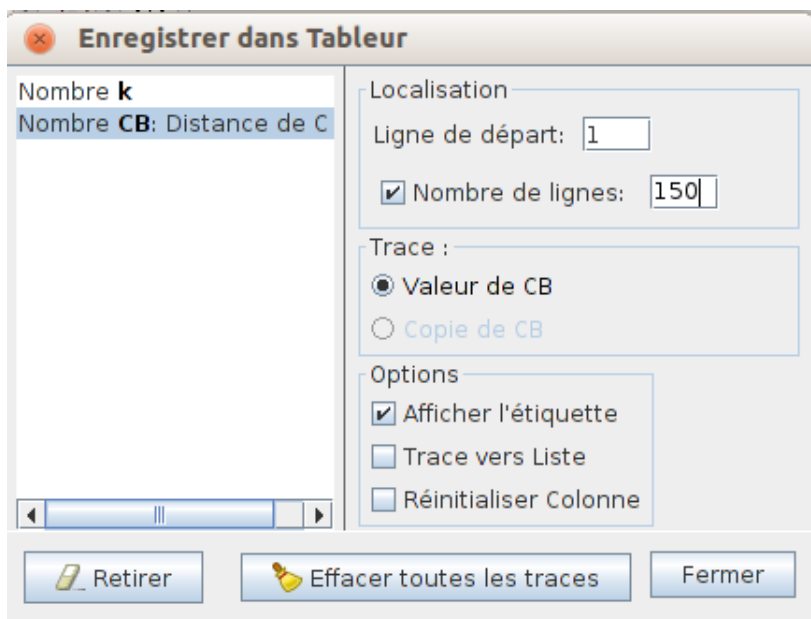 Enregistrer dans Tableur
Nombre k
Nombre CB: Distance de C
Localisation
Ligne de départ: 1
Nombre de lignes: 150
Trace :
Valeur de CB
Copie de CB
Options
Afficher l'étiquette
Trace vers Liste
Réinitialiser Colonne
Retirer
Effacer toutes les traces
Fermer